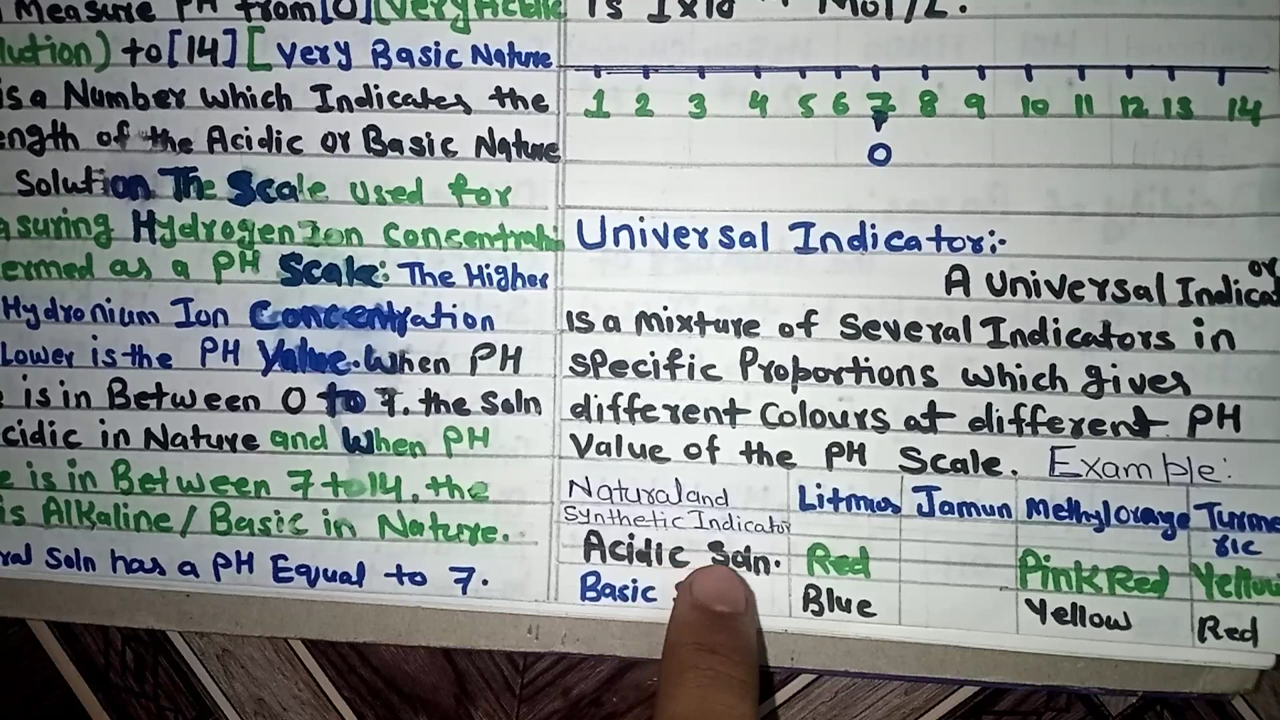 Measure PH from [0] [Very Acidic
lution) to [14] [ Very Basic Nature
is a Number which Indicates the
ength of the Acidic or Basic Nature
Solution The Scale used for
asuring Hydrogen Ion Concentrati
ermed as a PH Scale: The Higher
Hydronium Ion Concentration
Lower is the PH Value. When PH
e is in Between 0 to 7. the Soln
cidic in Nature and When PH
e is in Between 7 to 14, the
is Alkaline / Basic in Nature.
ral Soln has a PH Equal to 7.
is 1x10 Mol/L.
1 2 3 4 5 6 7 8 9 10 11 12 13 14
0
Universal Indicator:-
or
A Universal Indica
Is a mixture of Several Indicators in
Specific Proportions which gives
different Colours at different PH
Value of the PH Scale. Example:
Natural and Synthetic Indicator Litmus Jamun Methyl orange Turmeric
Acidic Soln. Red Pink Red Yellow
Basic Blue Yellow Red